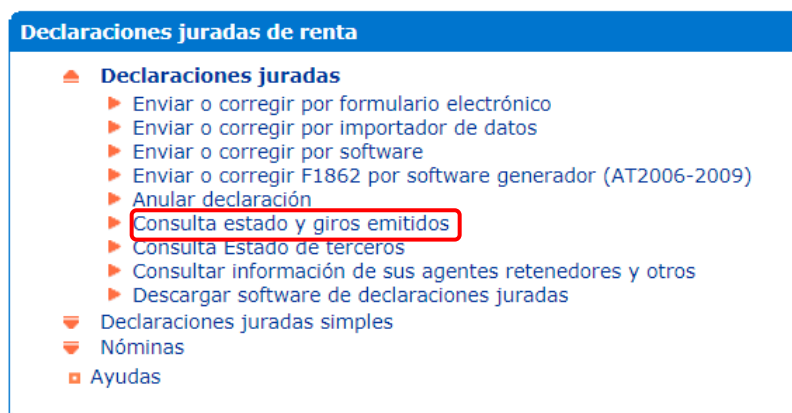 Declaraciones juradas de renta
Declaraciones juradas
Enviar o corregir por formulario electrónico
Enviar o corregir por importador de datos
Enviar o corregir por software
Enviar o corregir F1862 por software generador (AT2006-2009)
Anular declaración
Consulta estado y giros emitidos
Consulta Estado de terceros
Consultar información de sus agentes retenedores y otros
Descargar software de declaraciones juradas
Declaraciones juradas simples
Nóminas
Ayudas